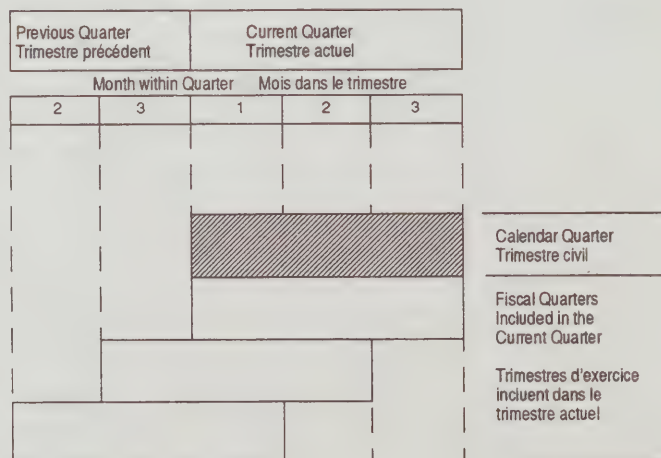 Previous Quarter
Trimestre précédent
Current Quarter
Trimestre actuel
Month within Quarter Mois dans le trimestre
2 3 1 2 3
Calendar Quarter
Trimestre civil
Fiscal Quarters
Included in the
Current Quarter
Trimestres d'exercice
incluent dans le
trimestre actuel